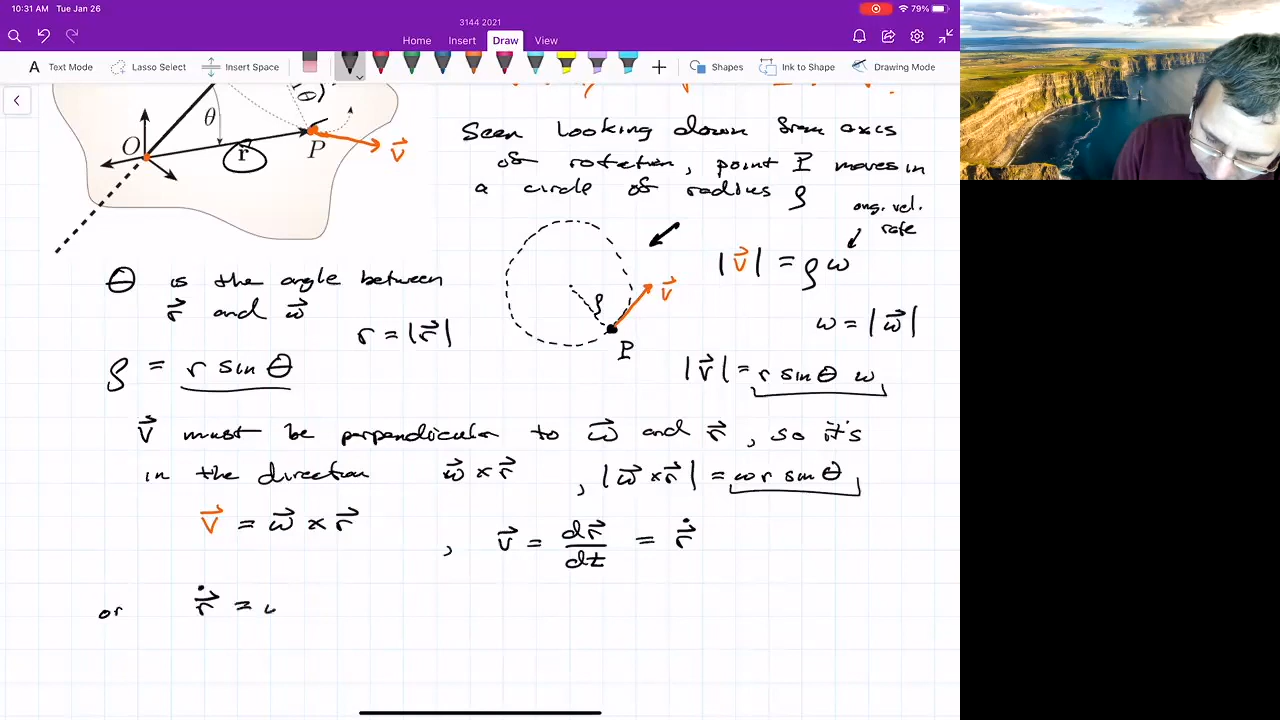 10:31 AM Tue Jan 26
79%
3144 2021
Home Insert Draw View
Text Mode Lasso Select Insert Space + Shapes Ink to Shape Drawing Mode
θ
O
r
P
v⃗
Seen looking down from axis
of rotation, point P moves in
a circle of radius ρ
ang. vel.
rate
|v⃗| = ρω
ω = |ω⃗|
|v⃗| = r sin θ ω
ρ
v⃗
P
θ is the angle between
r⃗ and ω⃗
r = |r⃗|
ρ = r sin θ
v⃗ must be perpendicular to ω⃗ and r⃗, so it's
in the direction ω⃗ × r⃗ , |ω⃗ × r⃗| = ωr sin θ
v⃗ = ω⃗ × r⃗ , v⃗ = dr⃗/dt = ṙ⃗
or ṙ⃗ =